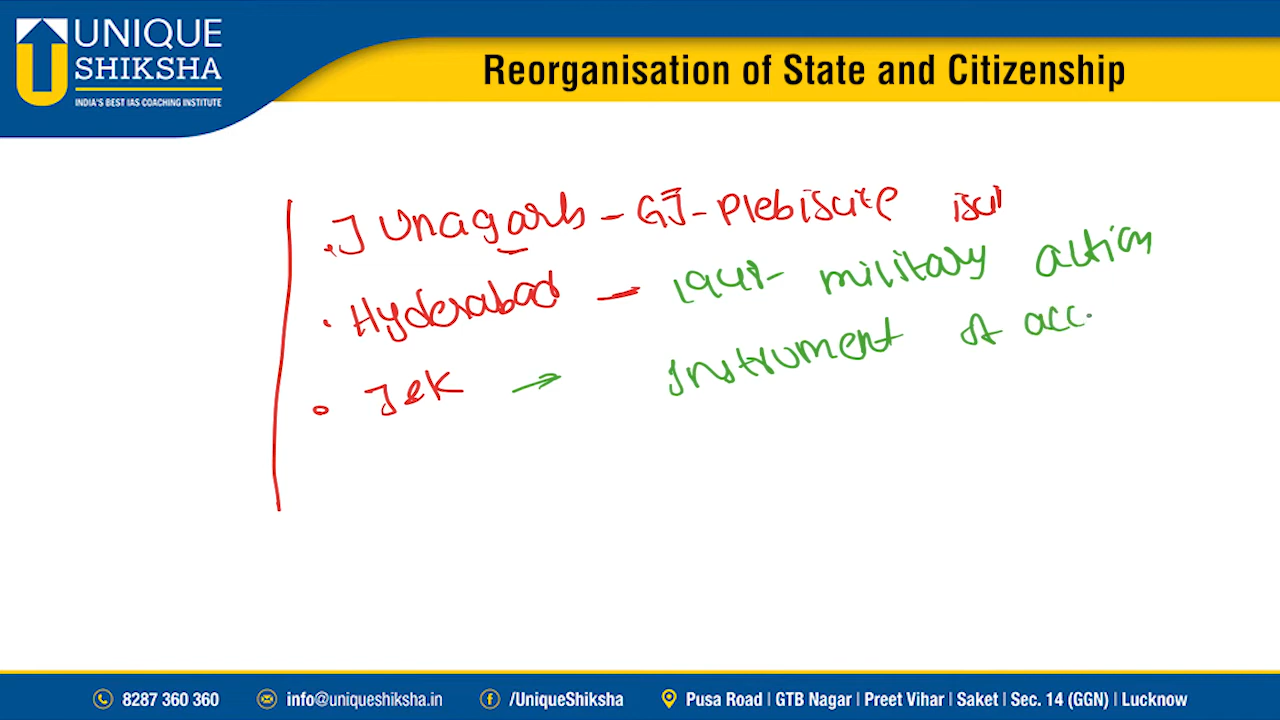 UNIQUE
SHIKSHA
INDIA'S BEST IAS COACHING INSTITUTE
Reorganisation of State and Citizenship
• Junagarh - GJ - Plebiscite
• Hyderabad - 1948 - military action
• J&K → Instrument of acc.
8287 360 360 info@uniqueshiksha.in /UniqueShiksha Pusa Road | GTB Nagar | Preet Vihar | Saket | Sec. 14 (GGN) | Lucknow